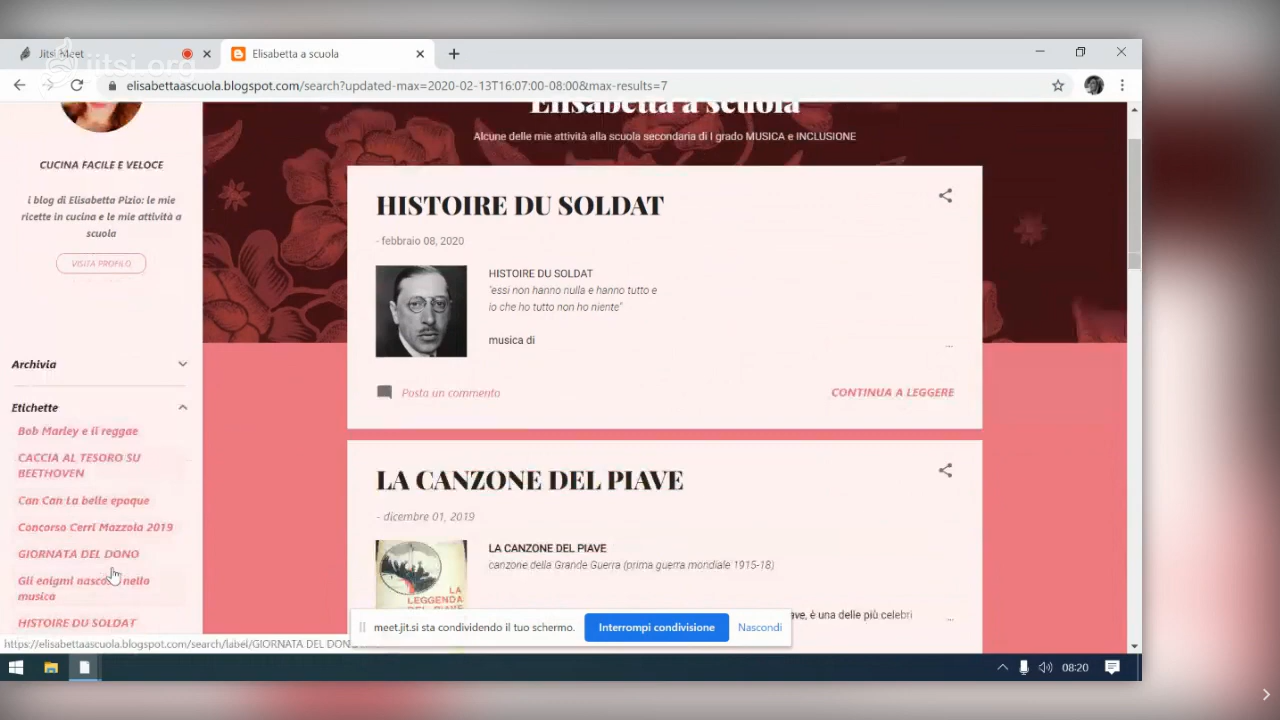 Jitsi Meet
Elisabetta a scuola
jitsi.org
elisabettaascuola.blogspot.com/search?updated-max=2020-02-13T16:07:00-08:00&max-results=7
Elisabetta a scuola
Alcune delle mie attività alla scuola secondaria di I grado MUSICA e INCLUSIONE
CUCINA FACILE E VELOCE
i blog di Elisabetta Pizio: le mie
ricette in cucina e le mie attività a
scuola
VISITA PROFILO
Archivia
Etichette
Bob Marley e il reggae
CACCIA AL TESORO SU
BEETHOVEN
Can Can La belle epoque
Concorso Cerri Mazzola 2019
GIORNATA DEL DONO
Gli enigmi nascosti nella
musica
HISTOIRE DU SOLDAT
HISTOIRE DU SOLDAT
- febbraio 08, 2020
HISTOIRE DU SOLDAT
"essi non hanno nulla e hanno tutto e
io che ho tutto non ho niente"
musica di
...
Posta un commento
CONTINUA A LEGGERE
LA CANZONE DEL PIAVE
- dicembre 01, 2019
LA
LEGGENDA
DEL PIAVE
LA CANZONE DEL PIAVE
canzone della Grande Guerra (prima guerra mondiale 1915-18)
ave, è una delle più celebri
...
meet.jit.si sta condividendo il tuo schermo.
Interrompi condivisione
Nascondi
https://elisabettaascuola.blogspot.com/search/label/GIORNATA DEL DON
08:20